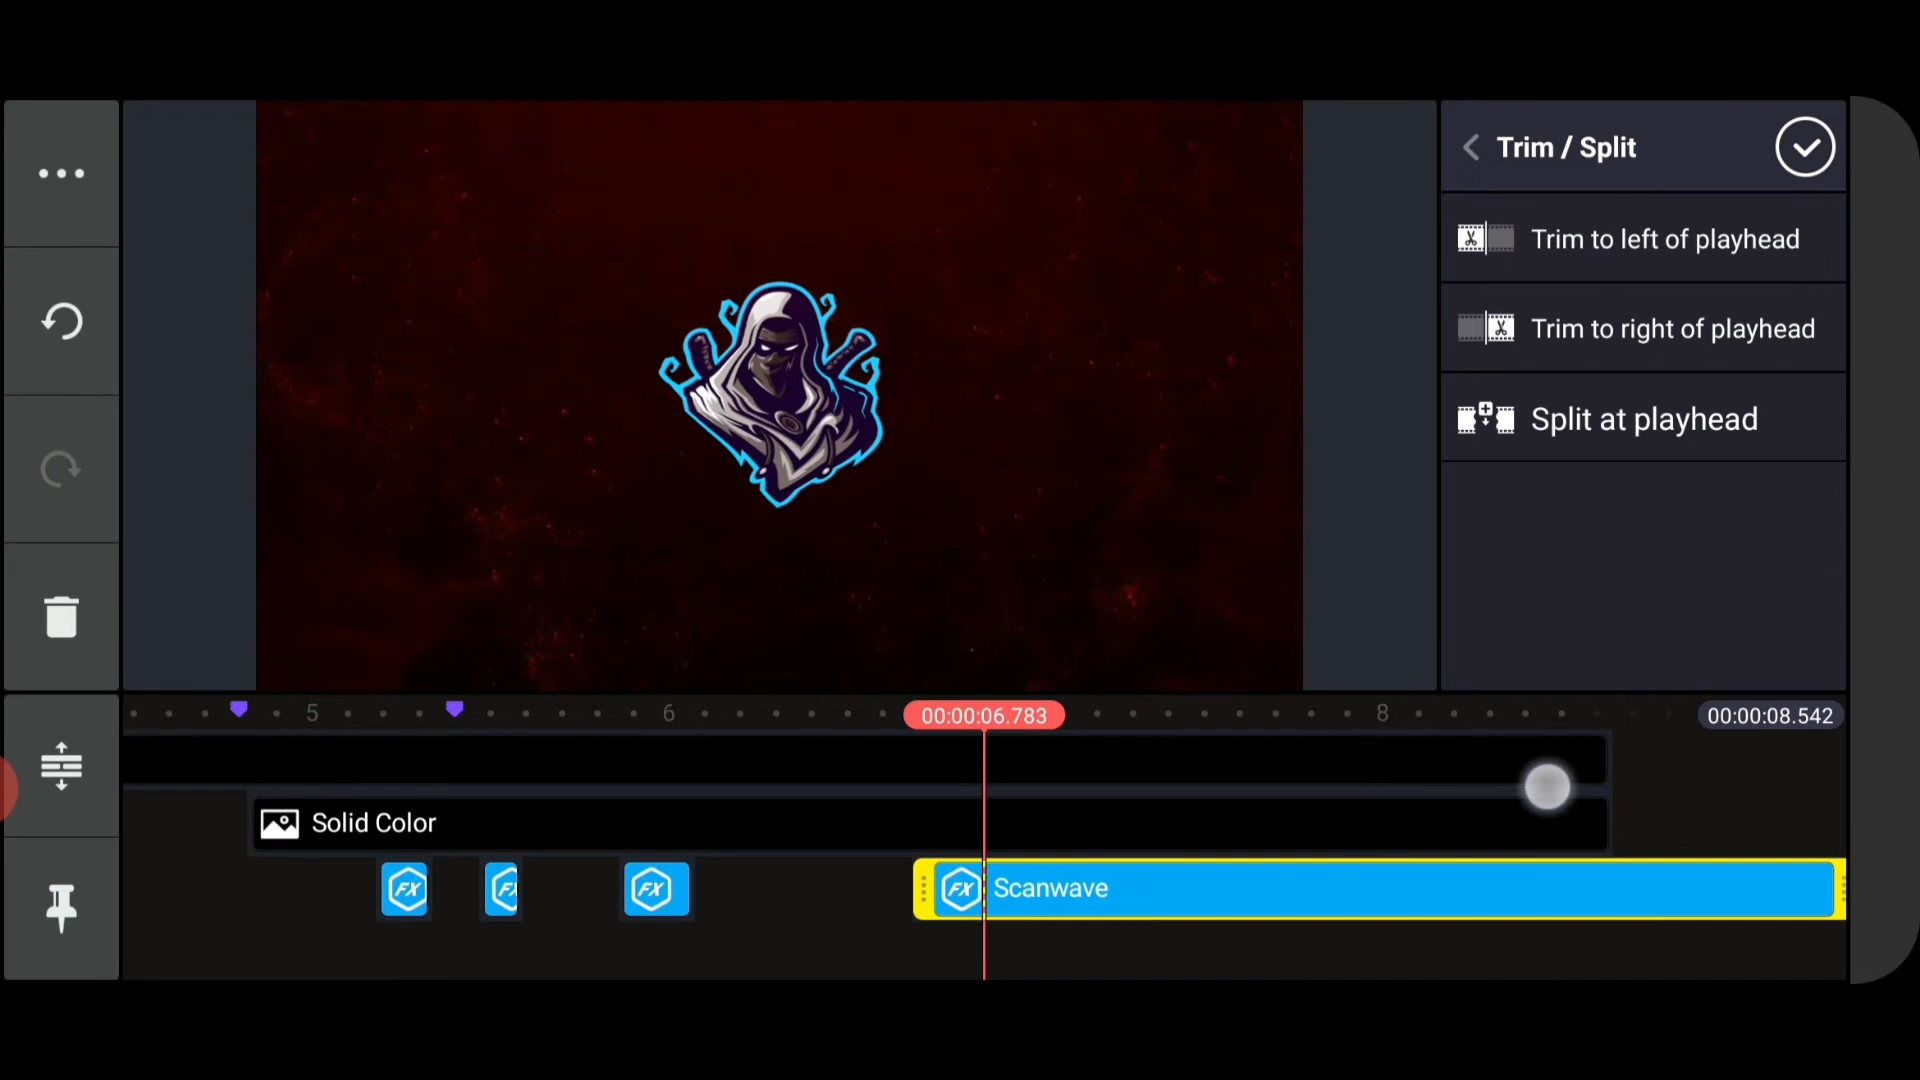 Trim / Split
Trim to left of playhead
Trim to right of playhead
Split at playhead
5
6
00:00:06.783
8
00:00:08.542
Solid Color
FX
FX
FX
FX Scanwave